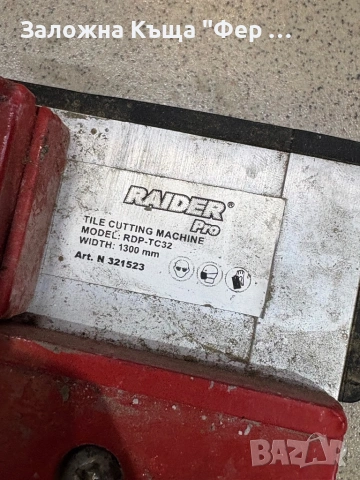 Заложна Къща "Фер ...
RAIDER®
Pro
TILE CUTTING MACHINE
MODEL: RDP-TC32
WIDTH: 1300 mm
Art. N 321523
BAZAR